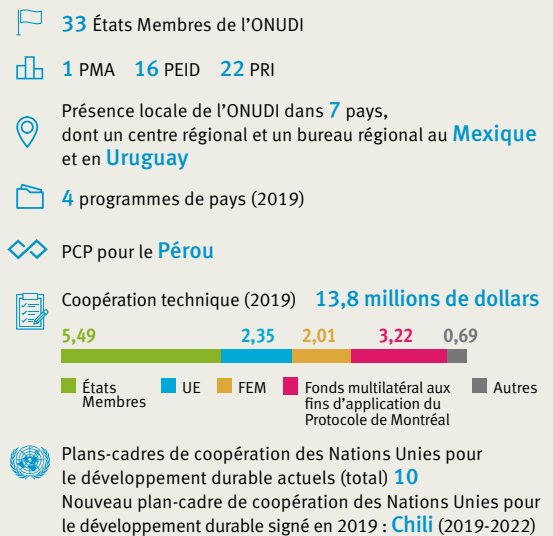 33 États Membres de l'ONUDI
1 PMA 16 PEID 22 PRI
Présence locale de l'ONUDI dans 7 pays,
dont un centre régional et un bureau régional au Mexique
et en Uruguay
4 programmes de pays (2019)
PCP pour le Pérou
Coopération technique (2019) 13,8 millions de dollars
5,49 2,35 2,01 3,22 0,69
États
Membres
UE
FEM
Fonds multilatéral aux
fins d'application du
Protocole de Montréal
Autres
Plans-cadres de coopération des Nations Unies pour
le développement durable actuels (total) 10
Nouveau plan-cadre de coopération des Nations Unies pour
le développement durable signé en 2019 : Chili (2019-2022)